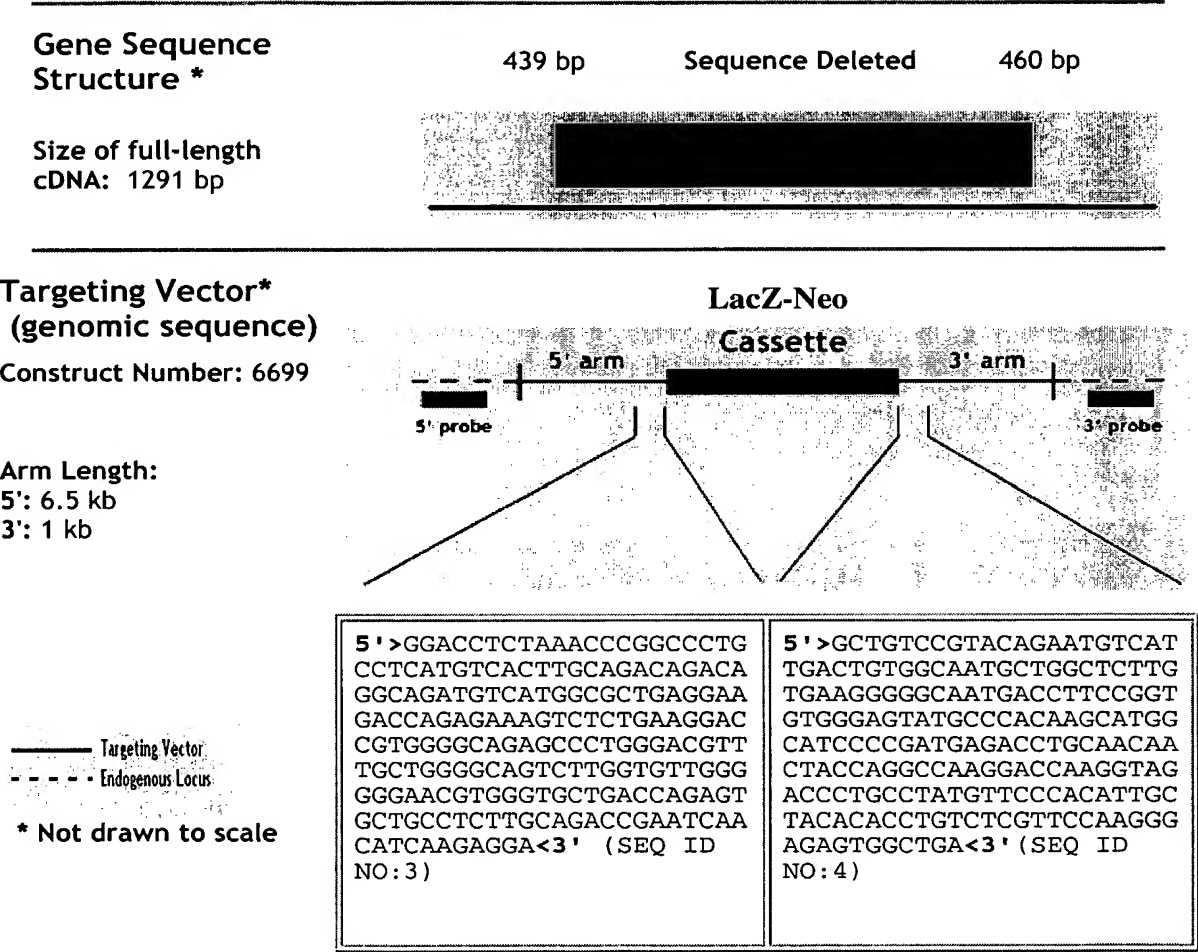 Gene Sequence
Structure *
439 bp Sequence Deleted 460 bp
Size of full-length
cDNA: 1291 bp
Targeting Vector*
(genomic sequence)
Construct Number: 6699
LacZ-Neo
Cassette
5' arm
3' arm
5' probe
3' probe
Arm Length:
5': 6.5 kb
3': 1 kb
5'>GGACCTCTAAACCCGGCCCTG
CCTCATGTCACTTGCAGACAGACA
GGCAGATGTCATGGCGCTGAGGAA
GACCAGAGAAAGTCTCTGAAGGAC
CGTGGGGCAGAGCCCTGGGACGTT
TGCTGGGGCAGTCTTGGTGTTGGG
GGGAACGTGGGTGCTGACCAGAGT
GCTGCCTCTTGCAGACCGAATCAA
CATCAAGAGGA<3' (SEQ ID
NO:3)
5'>GCTGTCCGTACAGAATGTCAT
TGACTGTGGCAATGCTGGCTCTTG
TGAAGGGGGCAATGACCTTCCGGT
GTGGGAGTATGCCCACAAGCATGG
CATCCCCGATGAGACCTGCAACAA
CTACCAGGCCAAGGACCAAGGTAG
ACCCTGCCTATGTTCCCACATTGC
TACACACCTGTCTCGTTCCAAGGG
AGAGTGGCTGA<3'(SEQ ID
NO:4)
Targeting Vector
Endogenous Locus
* Not drawn to scale